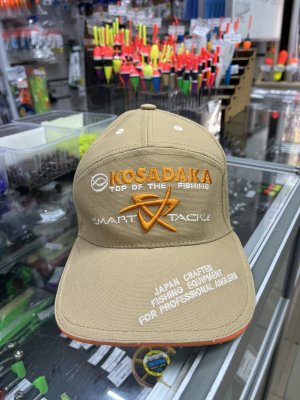 KOSADAKA
TOP OF THE FISHING
SMART TACKLE
JAPAN CRAFTED
FISHING EQUIPMENT
FOR PROFESSIONAL ANGLERS